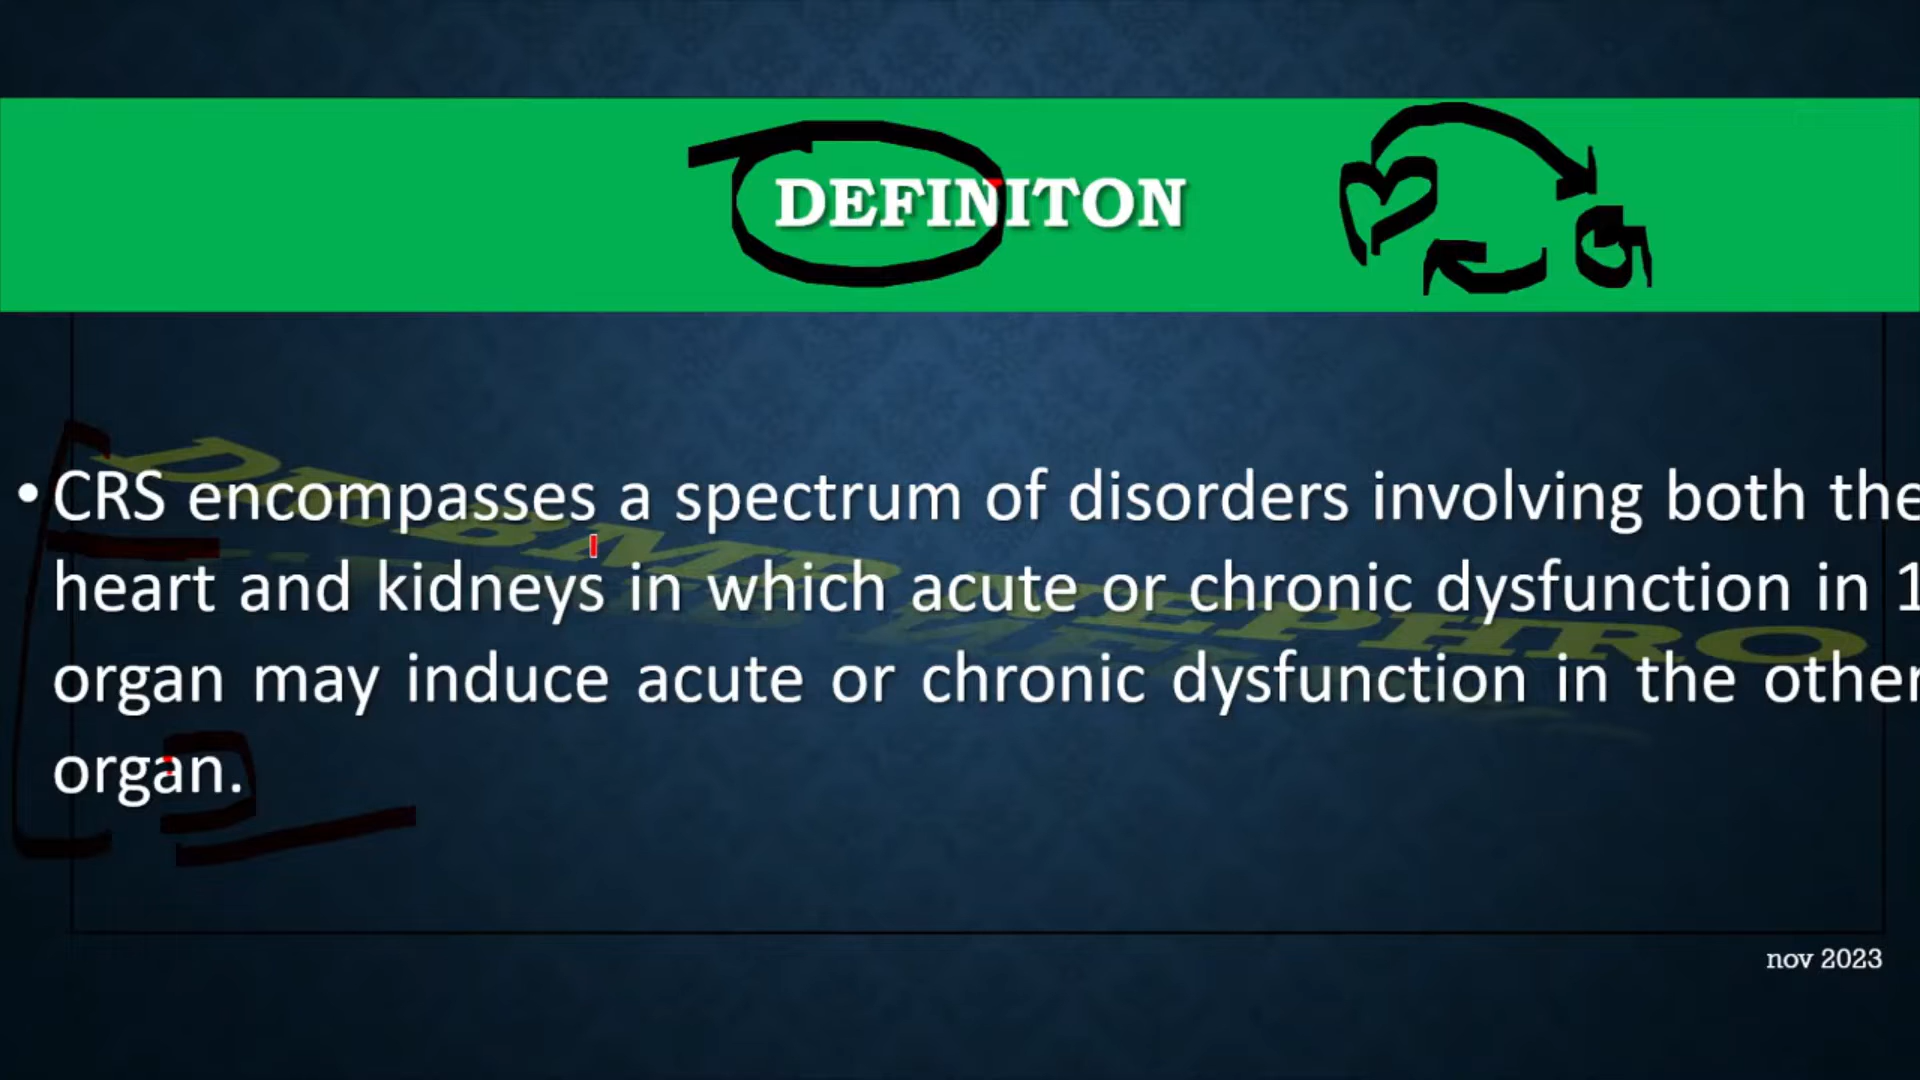 DEFINITON
• CRS encompasses a spectrum of disorders involving both the
heart and kidneys in which acute or chronic dysfunction in 1
organ may induce acute or chronic dysfunction in the other
organ.
nov 2023